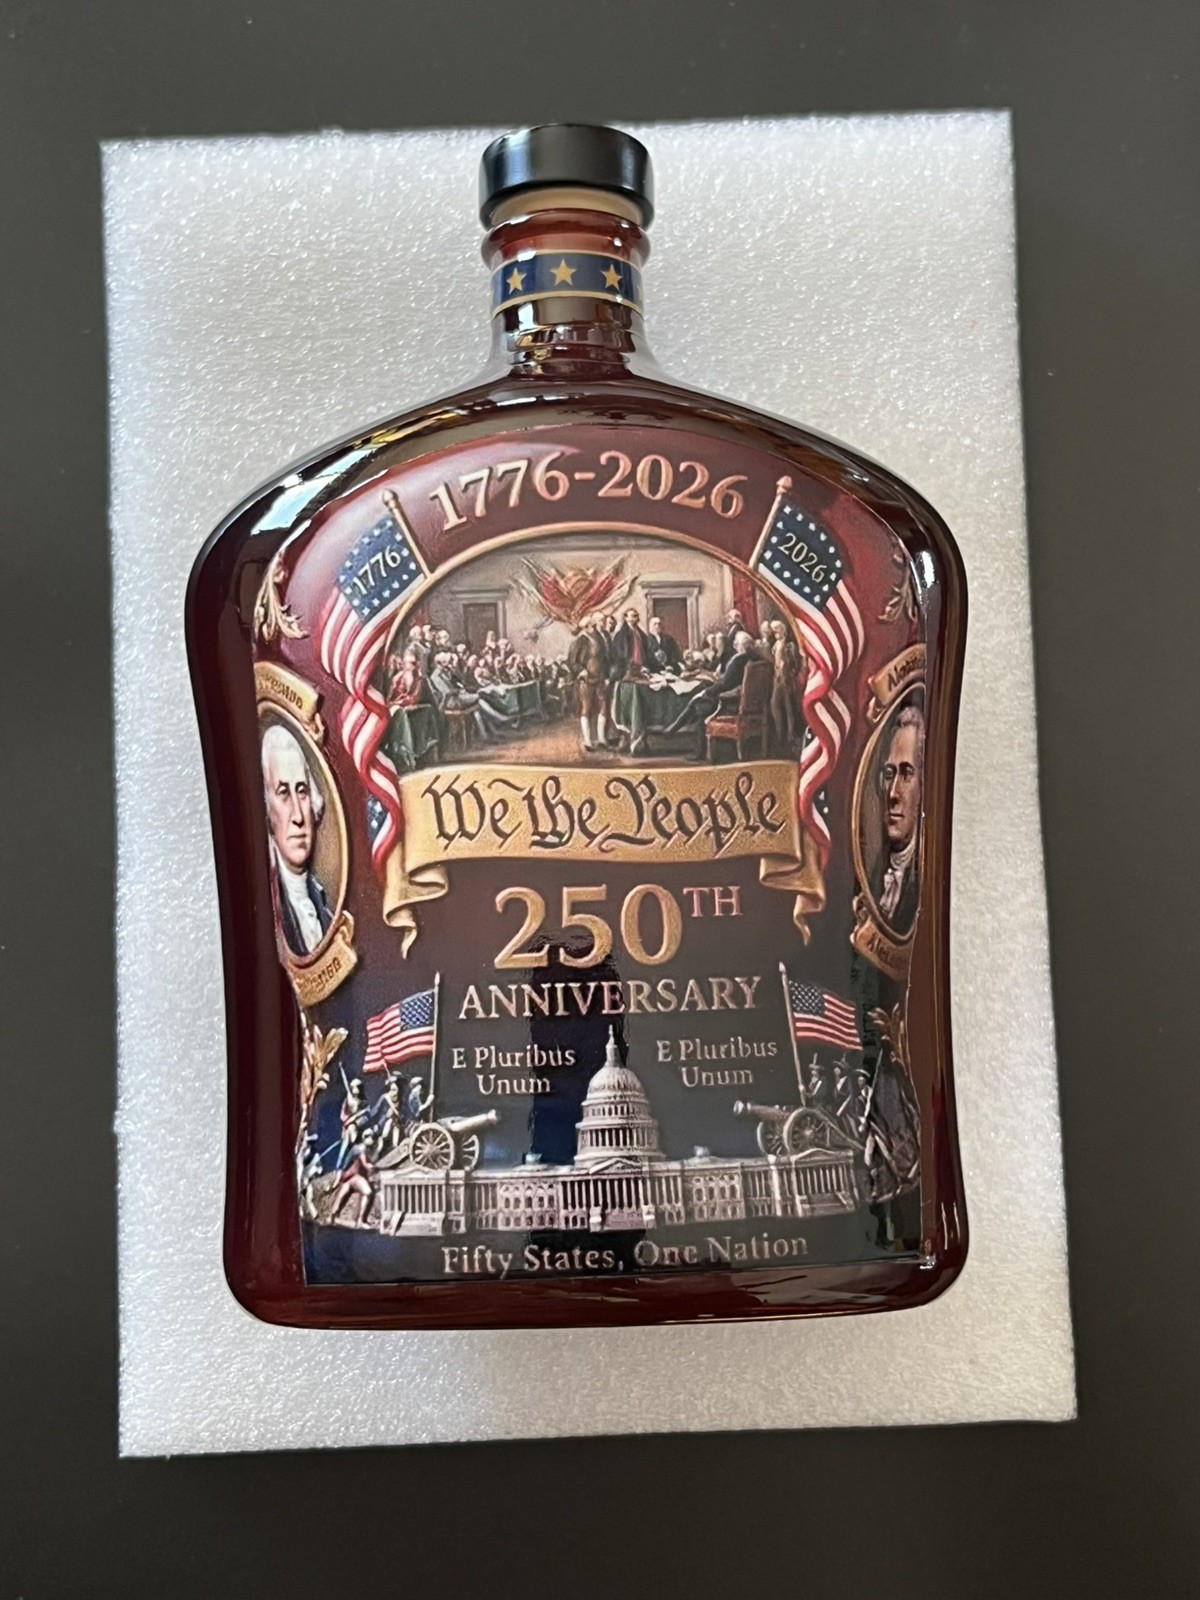 1776-2026
1776
2026
We the People
250TH
ANNIVERSARY
E Pluribus
Unum
E Pluribus
Unum
Fifty States, One Nation